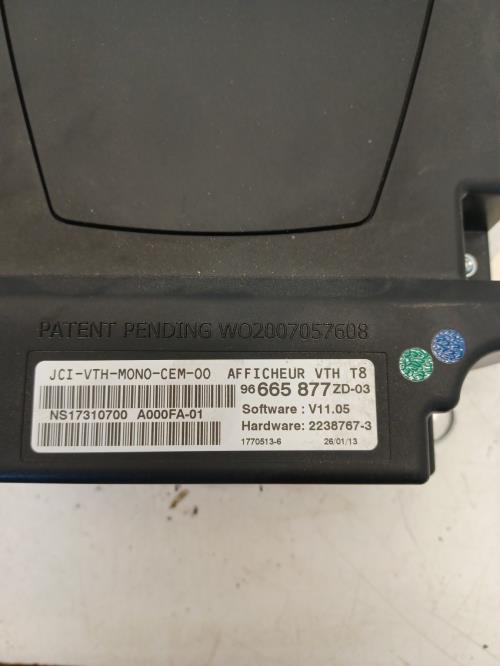 PATENT PENDING WO2007057608
JCI-VTH-MONO-CEM-00 AFFICHEUR VTH T8
96 665 877 ZD-03
NS17310700 A000FA-01
Software : V11.05
Hardware: 2238767-3
1770513-6 26/01/13